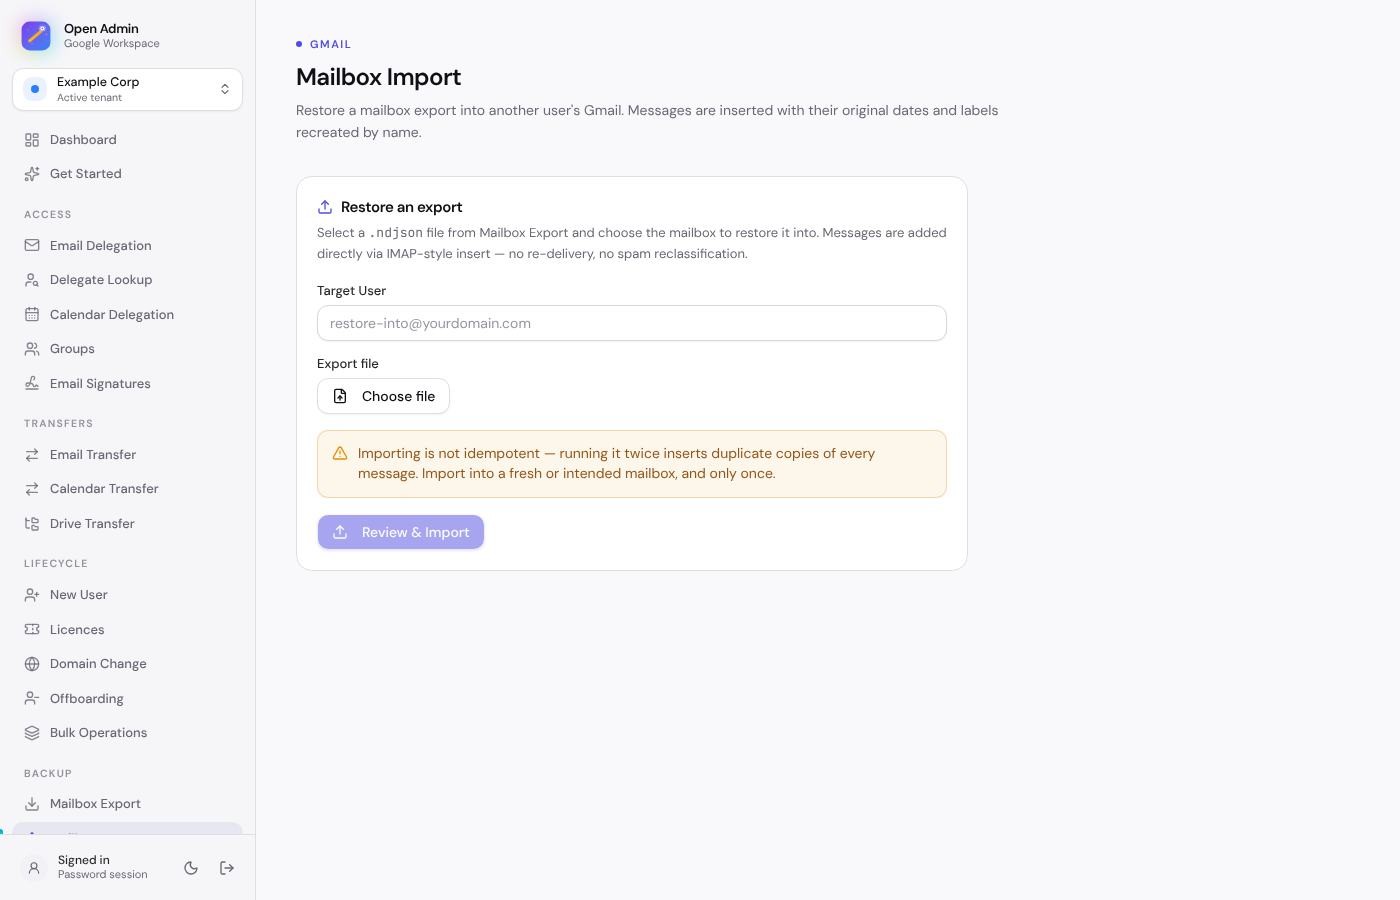 Open Admin
Google Workspace
Example Corp
Active tenant
Dashboard
Get Started
ACCESS
Email Delegation
Delegate Lookup
Calendar Delegation
Groups
Email Signatures
TRANSFERS
Email Transfer
Calendar Transfer
Drive Transfer
LIFECYCLE
New User
Licences
Domain Change
Offboarding
Bulk Operations
BACKUP
Mailbox Export
Signed in
Password session
GMAIL
Mailbox Import
Restore a mailbox export into another user's Gmail. Messages are inserted with their original dates and labels
recreated by name.
Restore an export
Select a .ndjson file from Mailbox Export and choose the mailbox to restore it into. Messages are added
directly via IMAP-style insert — no re-delivery, no spam reclassification.
Target User
restore-into@yourdomain.com
Export file
Choose file
Importing is not idempotent — running it twice inserts duplicate copies of every
message. Import into a fresh or intended mailbox, and only once.
Review & Import